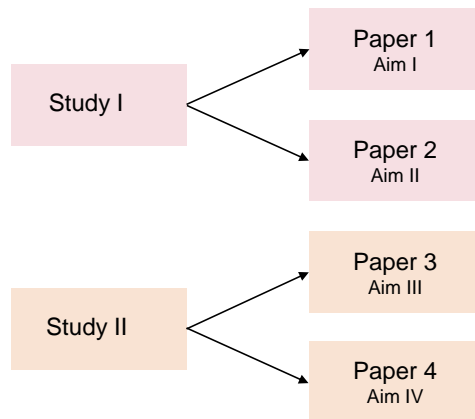 Study I
Paper 1
Aim I
Paper 2
Aim II
Study II
Paper 3
Aim III
Paper 4
Aim IV